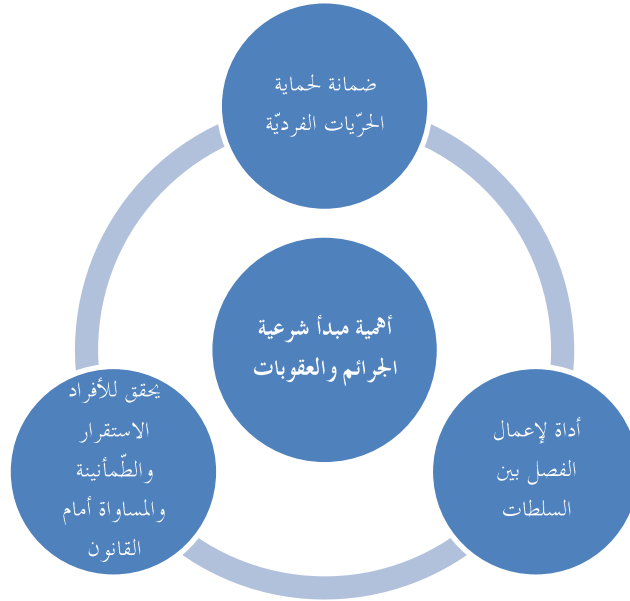 ضمانة لحماية
الحرّيات الفرديّة
أهمية مبدأ شرعية
الجرائم والعقوبات
أداة لإعمال
الفصل بين
السلطات
يحقق للأفراد
الاستقرار
والطّمأنينة
والمساواة أمام
القانون